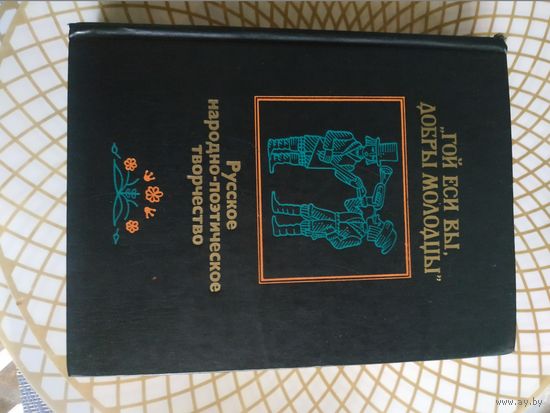 „ГОЙ ЕСИ ВЫ,
ДОБРЫ МОЛОДЦЫ"
Русское
народно-поэтическое
творчество
www.ay.by